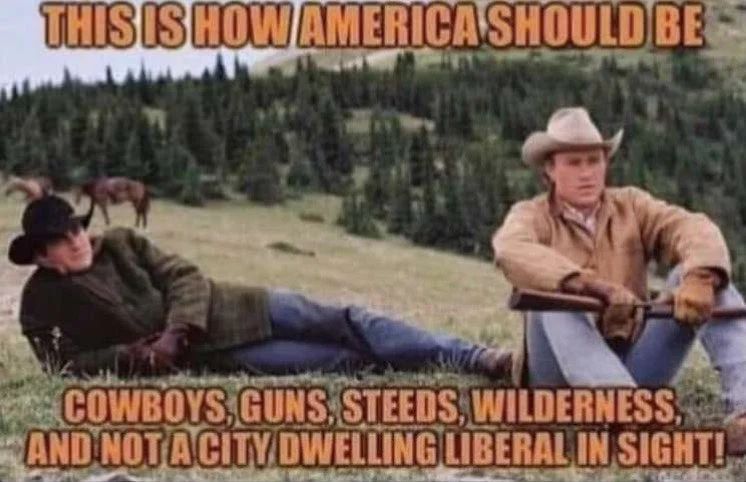 THIS IS HOW AMERICA SHOULD BE
COWBOYS, GUNS, STEEDS, WILDERNESS,
AND NOT A CITY DWELLING LIBERAL IN SIGHT!